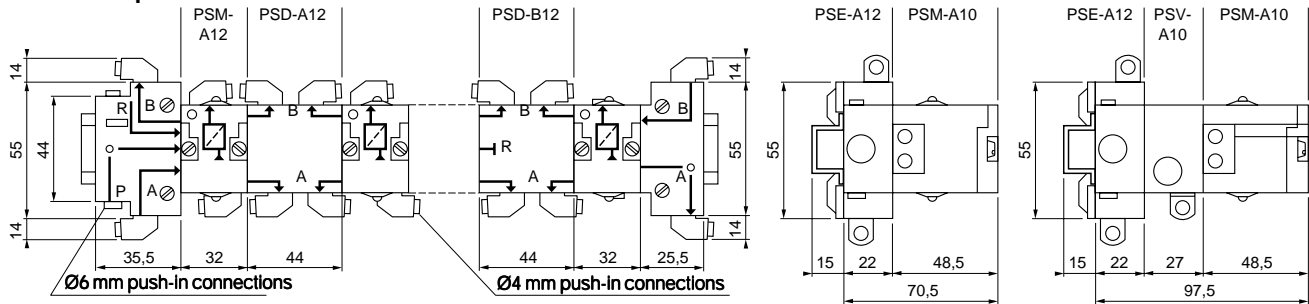 PSM-
A12
PSD-A12
PSD-B12
PSE-A12
PSM-A10
PSE-A12
PSV-
A10
PSM-A10
14
14
B
B
B
R
55
44
R
55
55
55
P
A
A
A
A
14
14
35,5
32
44
44
32
25,5
15
22
48,5
15
22
27
48,5
Ø6 mm push-in connections
Ø4 mm push-in connections
70,5
97,5